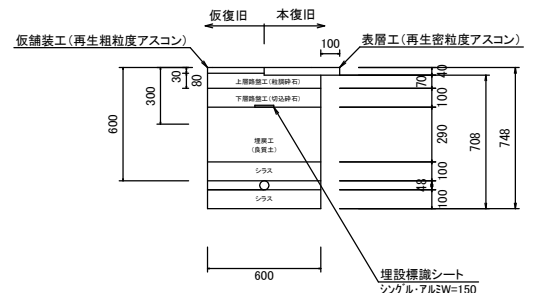 仮復旧 本復旧
仮舗装工(再生粗粒度アスコン)
表層工(再生密粒度アスコン)
100
30
80
300
600
上層路盤工(粒調砕石)
下層路盤工(切込砕石)
埋戻工
(良質土)
シラス
シラス
40
70
100
290
100
48
100
708
748
600
埋設標識シート
シングル・アルミW=150